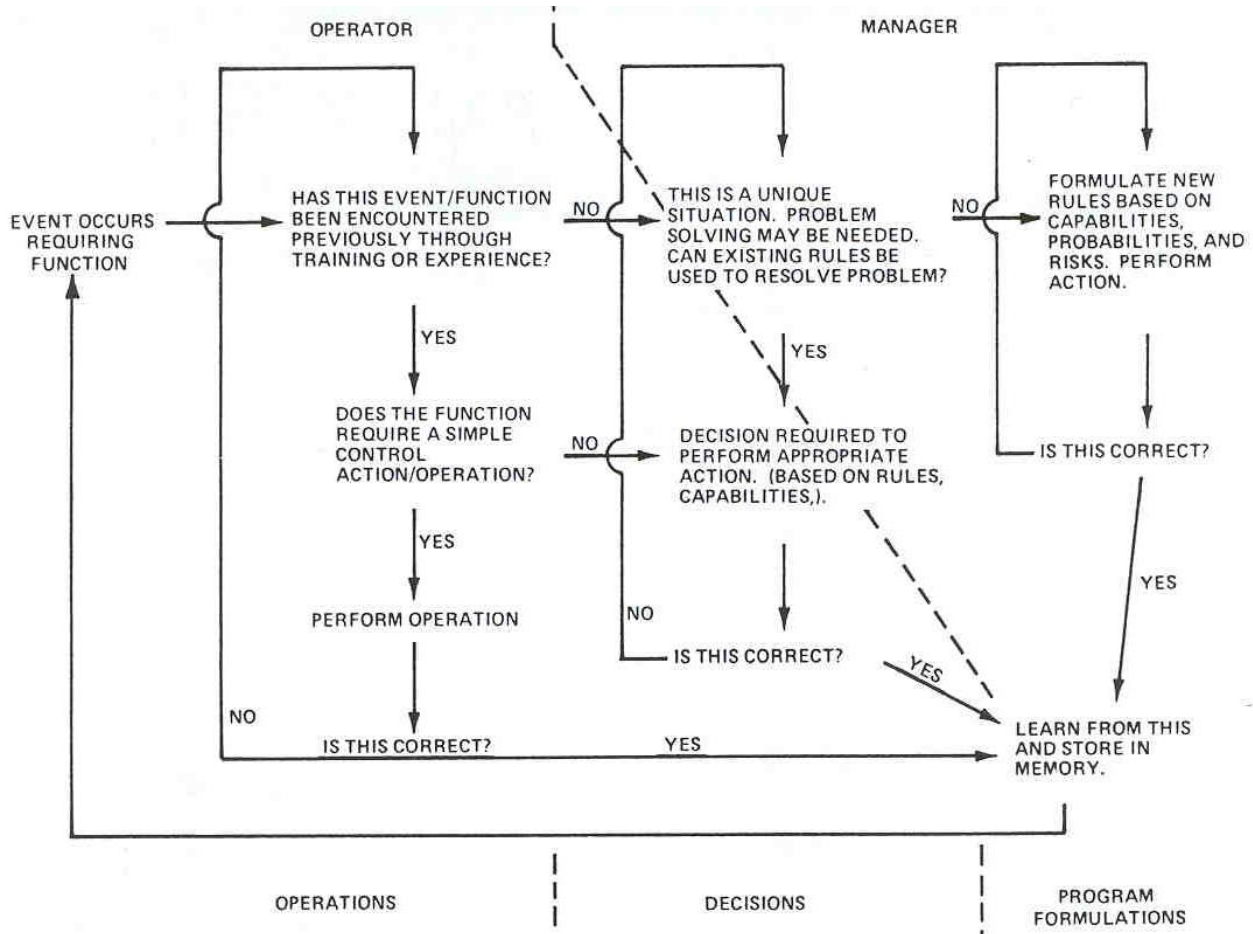 OPERATOR
MANAGER
EVENT OCCURS
REQUIRING
FUNCTION
HAS THIS EVENT/FUNCTION
BEEN ENCOUNTERED
PREVIOUSLY THROUGH
TRAINING OR EXPERIENCE?
NO
THIS IS A UNIQUE
SITUATION. PROBLEM
SOLVING MAY BE NEEDED.
CAN EXISTING RULES BE
USED TO RESOLVE PROBLEM?
NO
FORMULATE NEW
RULES BASED ON
CAPABILITIES,
PROBABILITIES, AND
RISKS. PERFORM
ACTION.
YES
YES
DOES THE FUNCTION
REQUIRE A SIMPLE
CONTROL
ACTION/OPERATION?
NO
DECISION REQUIRED TO
PERFORM APPROPRIATE
ACTION. (BASED ON RULES,
CAPABILITIES,).
IS THIS CORRECT?
YES
YES
PERFORM OPERATION
NO
IS THIS CORRECT?
YES
NO
IS THIS CORRECT?
YES
LEARN FROM THIS
AND STORE IN
MEMORY.
OPERATIONS
DECISIONS
PROGRAM
FORMULATIONS